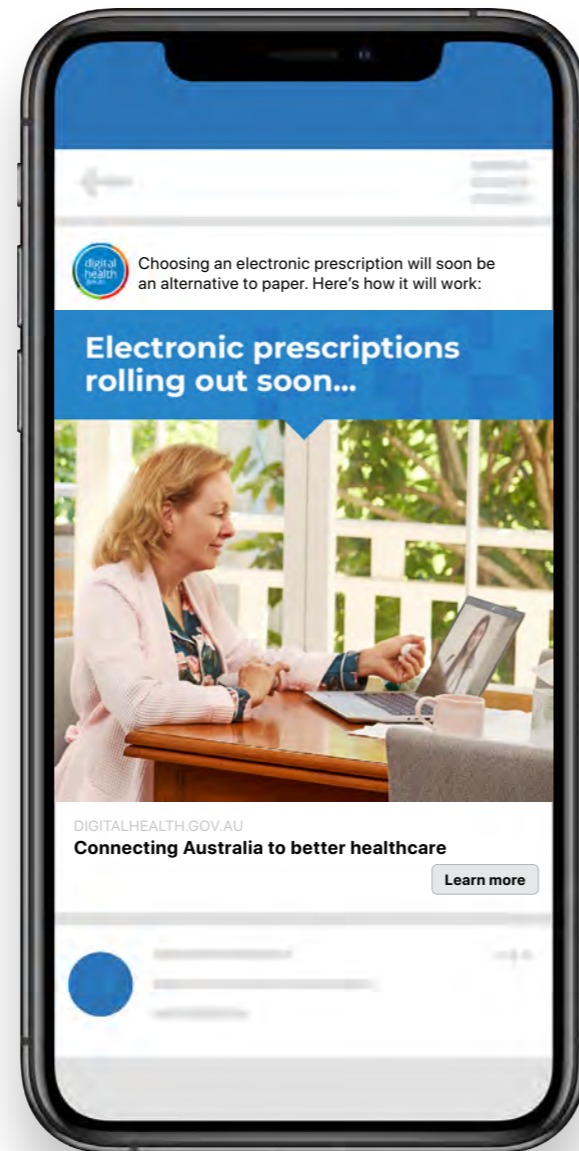 digital
health
Choosing an electronic prescription will soon be
an alternative to paper. Here's how it will work:
Electronic prescriptions
rolling out soon...
DIGITALHEALTH.GOV.AU
Connecting Australia to better healthcare
Learn more